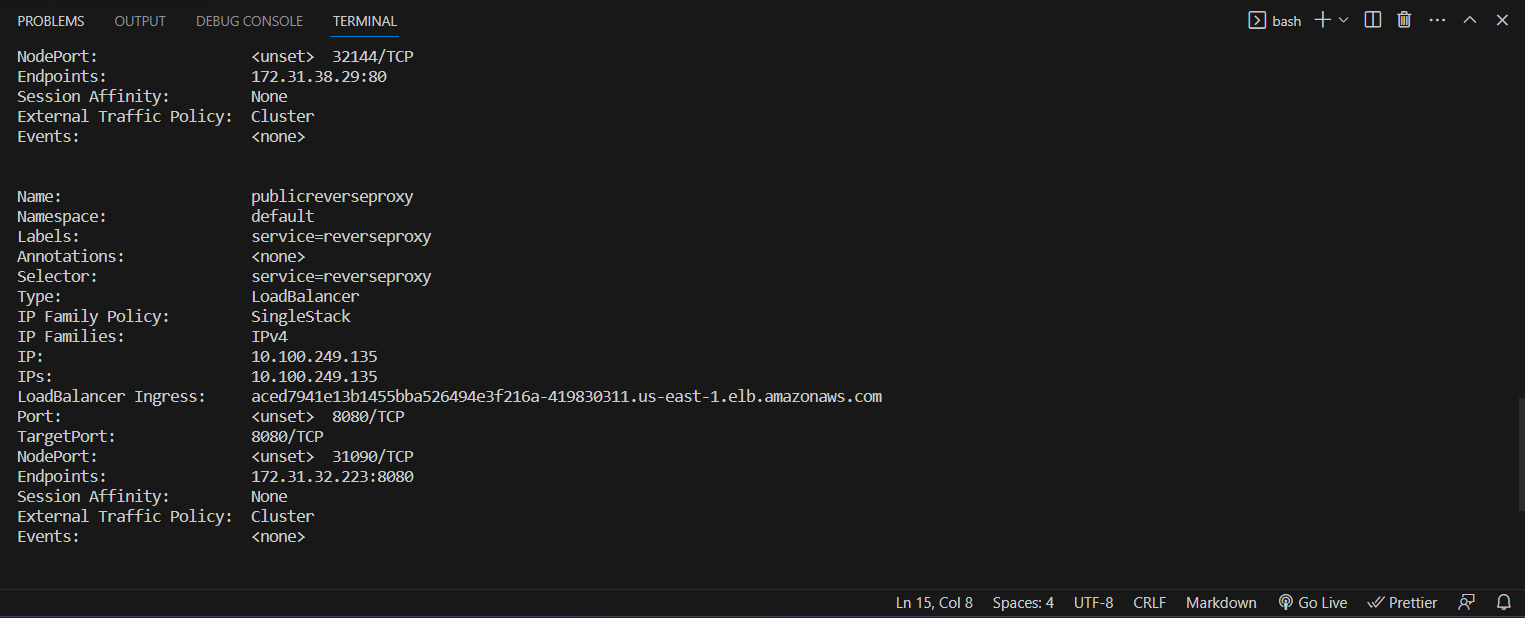 PROBLEMS OUTPUT DEBUG CONSOLE TERMINAL bash
NodePort: <unset> 32144/TCP
Endpoints: 172.31.38.29:80
Session Affinity: None
External Traffic Policy: Cluster
Events: <none>
Name: publicreverseproxy
Namespace: default
Labels: service=reverseproxy
Annotations: <none>
Selector: service=reverseproxy
Type: LoadBalancer
IP Family Policy: SingleStack
IP Families: IPv4
IP: 10.100.249.135
IPs: 10.100.249.135
LoadBalancer Ingress: aced7941e13b1455bba526494e3f216a-419830311.us-east-1.elb.amazonaws.com
Port: <unset> 8080/TCP
TargetPort: 8080/TCP
NodePort: <unset> 31090/TCP
Endpoints: 172.31.32.223:8080
Session Affinity: None
External Traffic Policy: Cluster
Events: <none>
Ln 15, Col 8 Spaces: 4 UTF-8 CRLF Markdown Go Live Prettier